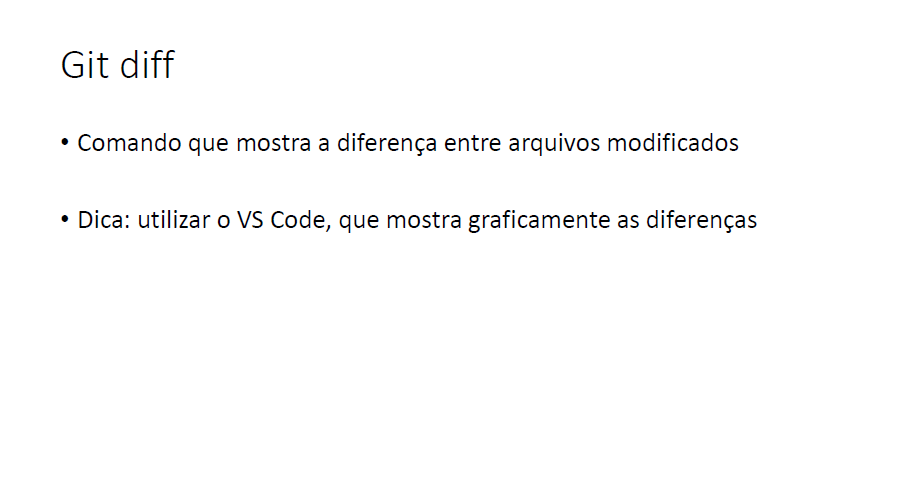 Git diff
• Comando que mostra a diferença entre arquivos modificados
• Dica: utilizar o VS Code, que mostra graficamente as diferenças